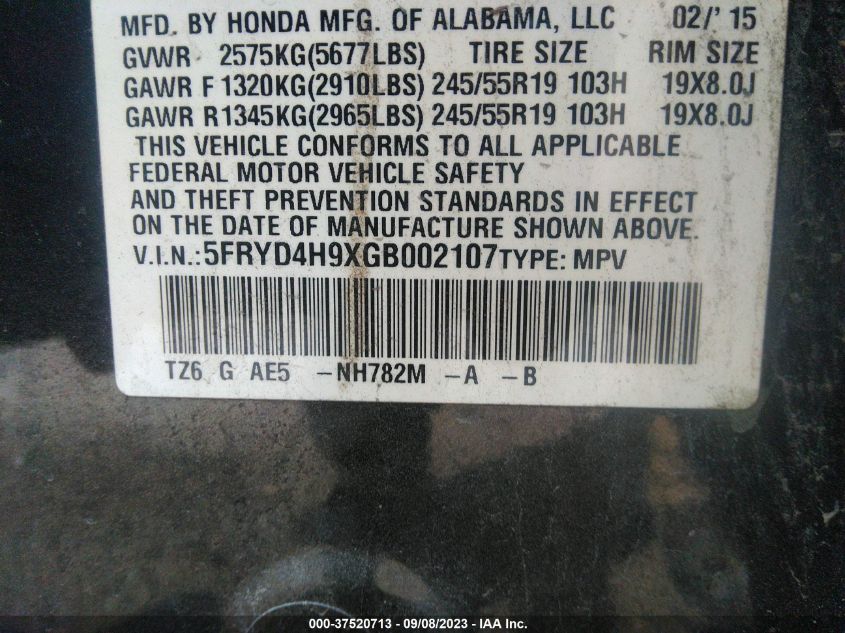 MFD. BY HONDA MFG. OF ALABAMA, LLC 02/' 15
GVWR 2575KG(5677LBS) TIRE SIZE RIM SIZE
GAWR F 1320KG(2910LBS) 245/55R19 103H 19X8.0J
GAWR R 1345KG(2965LBS) 245/55R19 103H 19X8.0J
THIS VEHICLE CONFORMS TO ALL APPLICABLE
FEDERAL MOTOR VEHICLE SAFETY
AND THEFT PREVENTION STANDARDS IN EFFECT
ON THE DATE OF MANUFACTURE SHOWN ABOVE.
V.I.N.: 5FRYD4H9XGB002107 TYPE: MPV
TZ6 G AE5 -NH782M -A -B
000-37520713 - 09/08/2023 - IAA Inc.